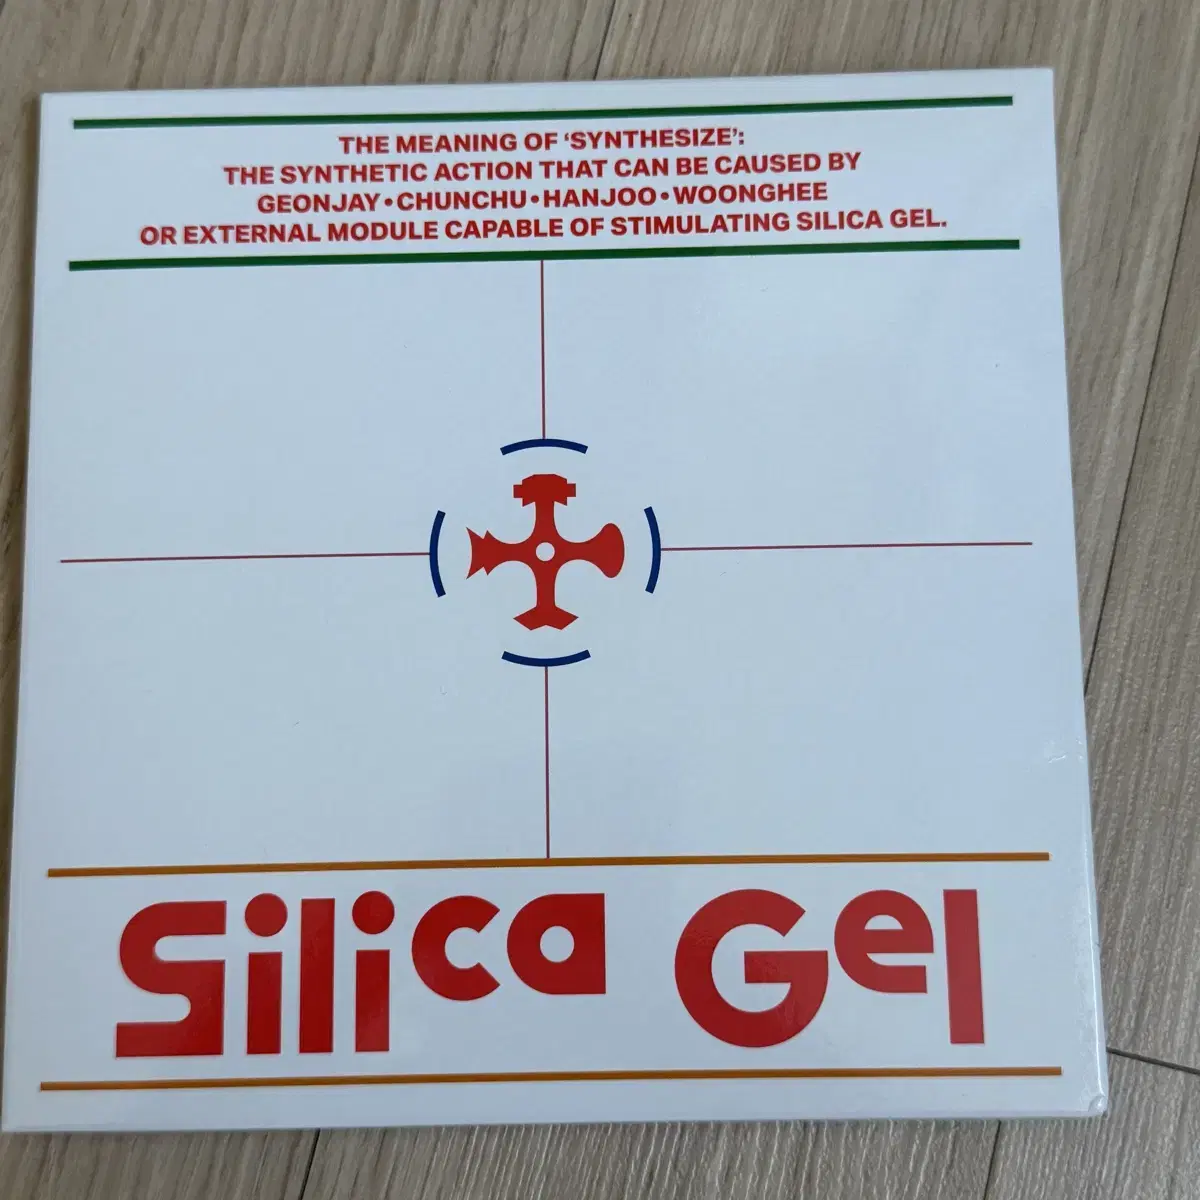 THE MEANING OF ‘SYNTHESIZE’:
THE SYNTHETIC ACTION THAT CAN BE CAUSED BY
GEONJAY•CHUNCHU•HANJOO•WOONGHEE
OR EXTERNAL MODULE CAPABLE OF STIMULATING SILICA GEL.
Silica Gel